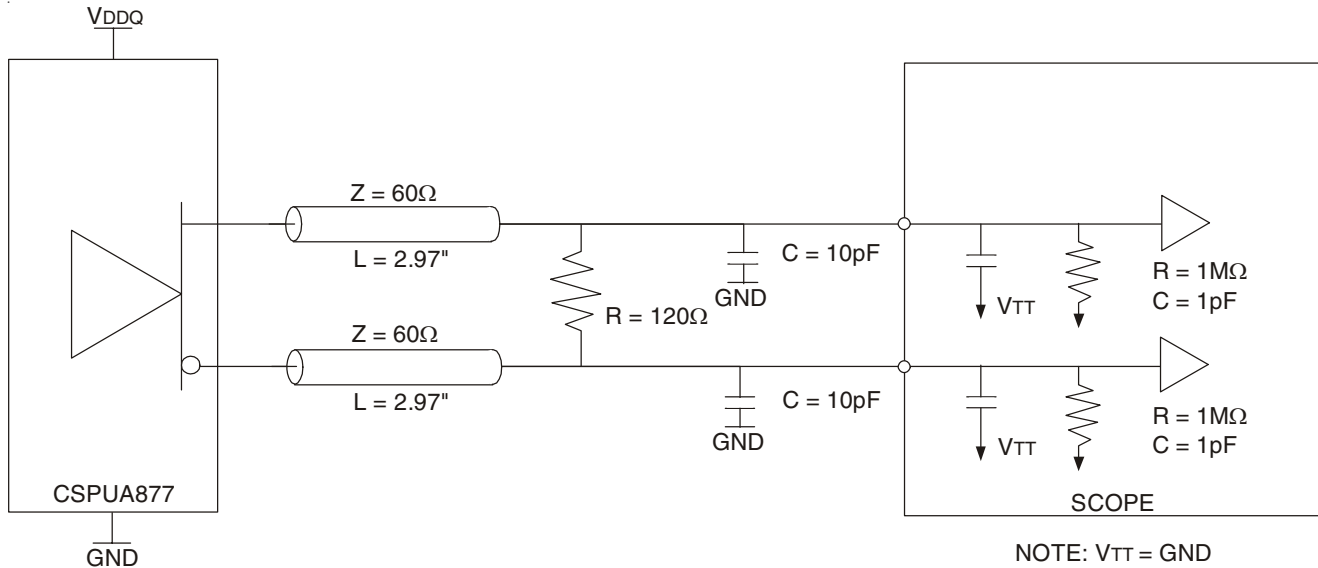 VDDQ
Z = 60Ω
L = 2.97"
C = 10pF
GND
R = 120Ω
Z = 60Ω
L = 2.97"
C = 10pF
GND
CSPUA877
GND
VTT
R = 1MΩ
C = 1pF
VTT
R = 1MΩ
C = 1pF
SCOPE
NOTE: VTT = GND